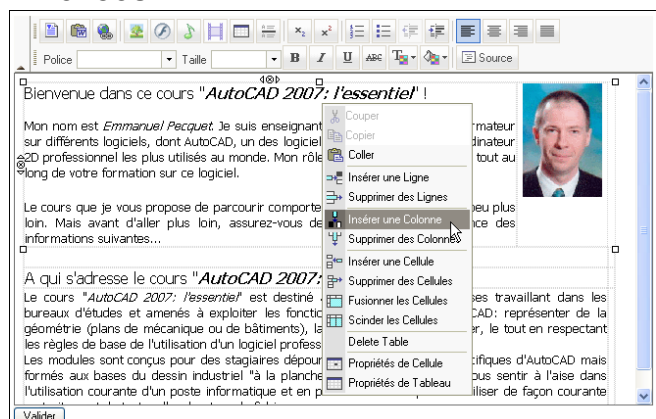 Police Taille B I U ABC Source
Bienvenue dans ce cours "AutoCAD 2007: l'essentiel" !
Mon nom est Emmanuel Pecquet. Je suis enseignant rmateur
sur différents logiciels, dont AutoCAD, un des logiciel dinateur
2D professionnel les plus utilisés au monde. Mon rôle tout au
long de votre formation sur ce logiciel.
Le cours que je vous propose de parcourir comporte eu plus
loin. Mais avant d'aller plus loin, assurez-vous de nce des
informations suivantes...
A qui s'adresse le cours "AutoCAD 2007:
Le cours "AutoCAD 2007: l'essentiel" est destiné ses travaillant dans les
bureaux d'études et amenés à exploiter les fonctio CAD: représenter de la
géométrie (plans de mécanique ou de bâtiments), la er, le tout en respectant
les règles de base de l'utilisation d'un logiciel profess
Les modules sont conçus pour des stagiaires dépour tifiques d'AutoCAD mais
formés aux bases du dessin industriel "à la planche ous sentir à l'aise dans
l'utilisation courante d'un poste informatique et en p iliser de façon courante
Couper
Copier
Coller
Insérer une Ligne
Supprimer des Lignes
Insérer une Colonne
Supprimer des Colonnes
Insérer une Cellule
Supprimer des Cellules
Fusionner les Cellules
Scinder les Cellules
Delete Table
Propriétés de Cellule
Propriétés de Tableau
Valider